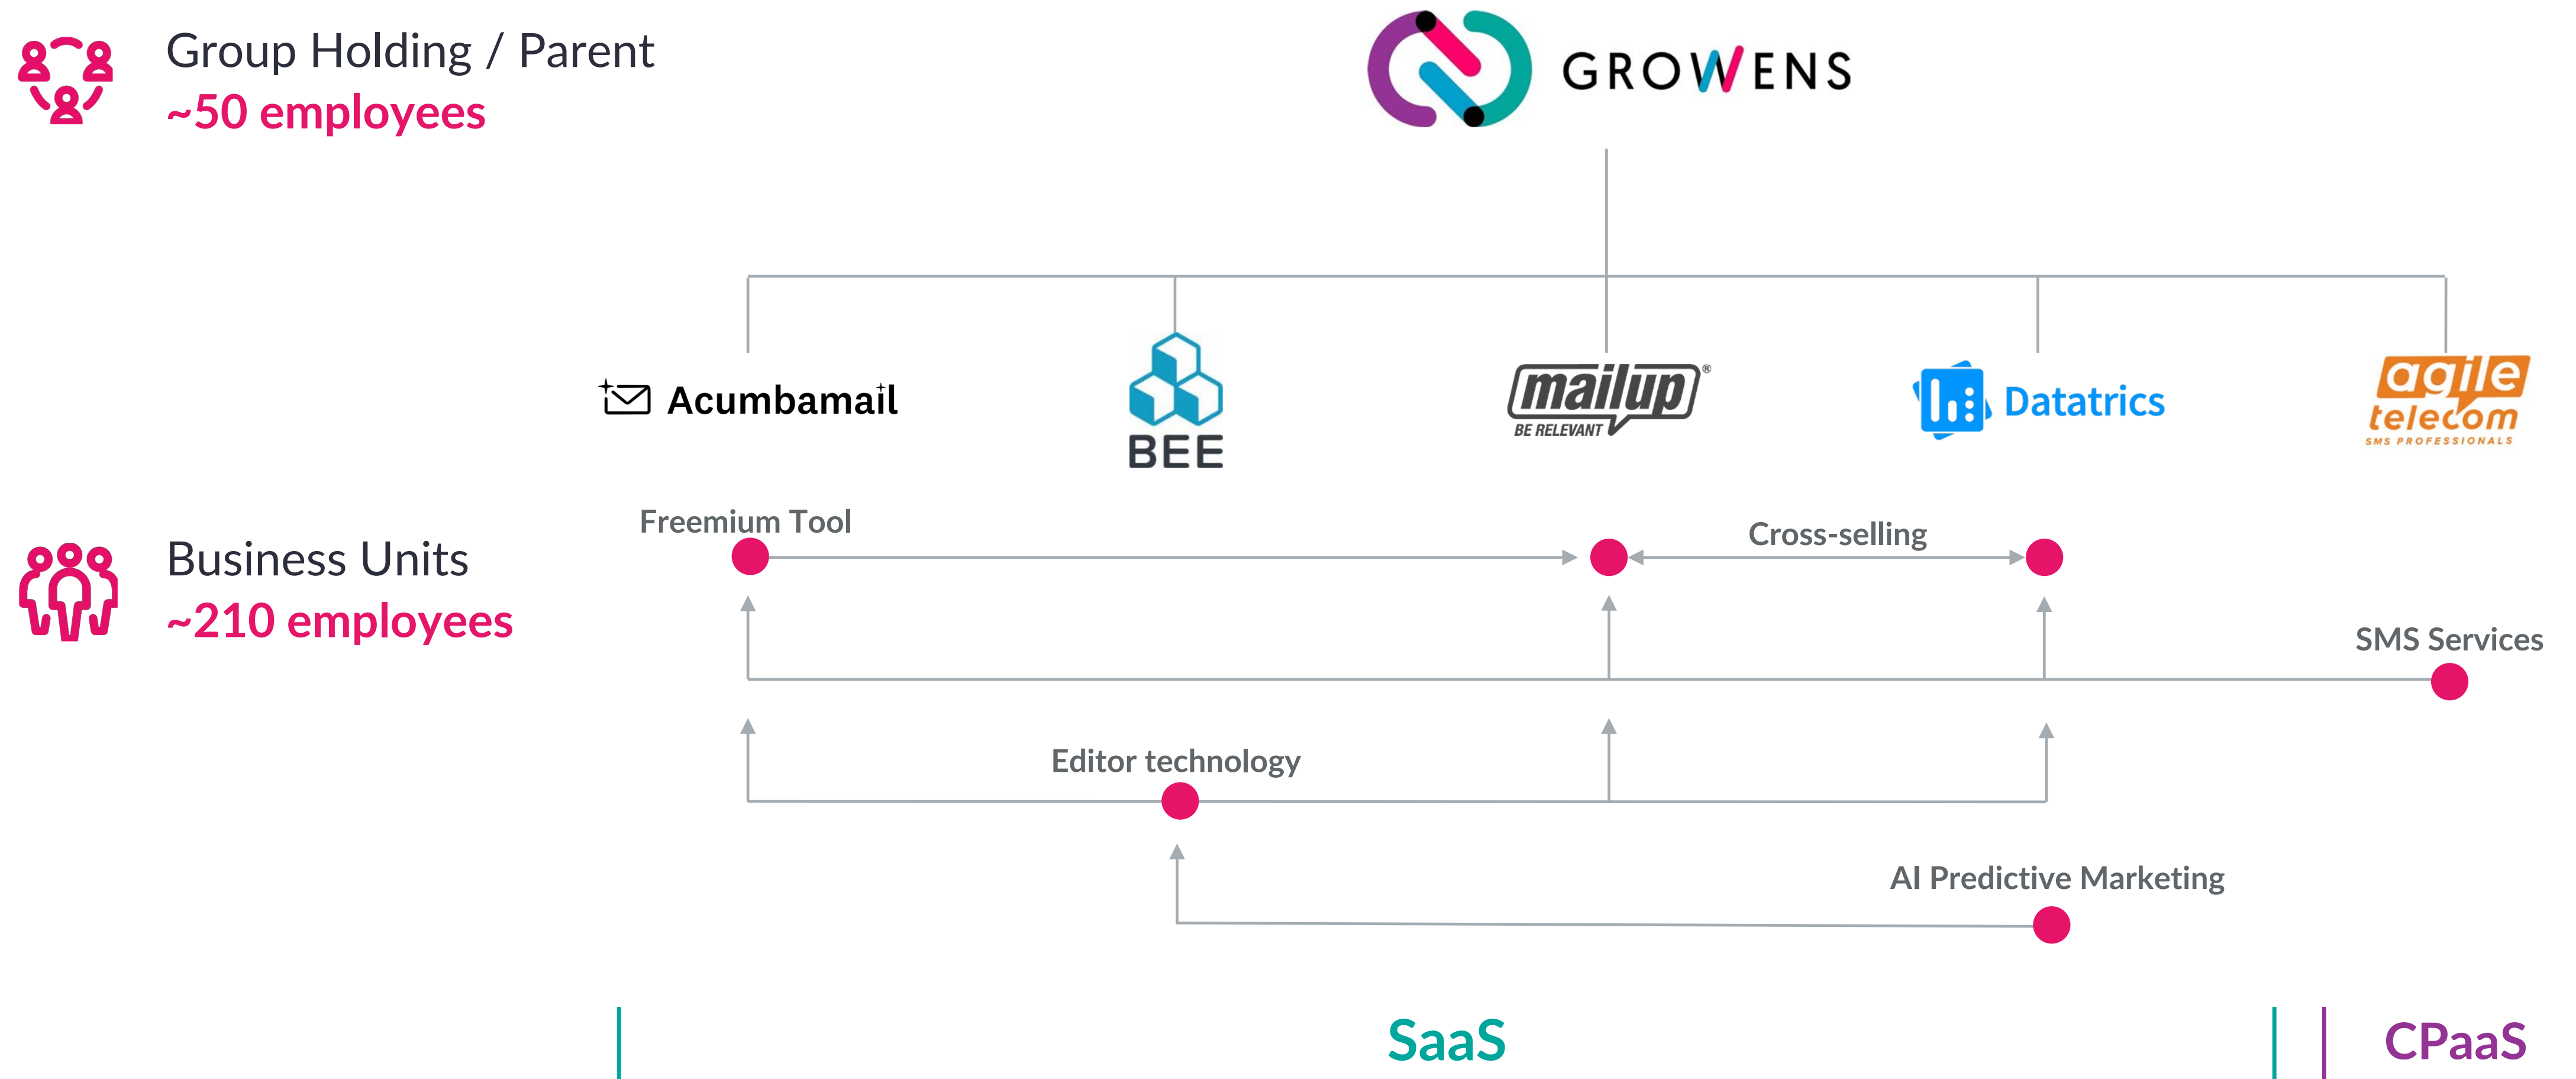 Group Holding / Parent
~50 employees
GROWENS
Acumbamail
BEE
mailup®
BE RELEVANT
Datatrics
agile
telecom
SMS PROFESSIONALS
Freemium Tool
Cross-selling
Business Units
~210 employees
SMS Services
Editor technology
AI Predictive Marketing
SaaS
CPaaS